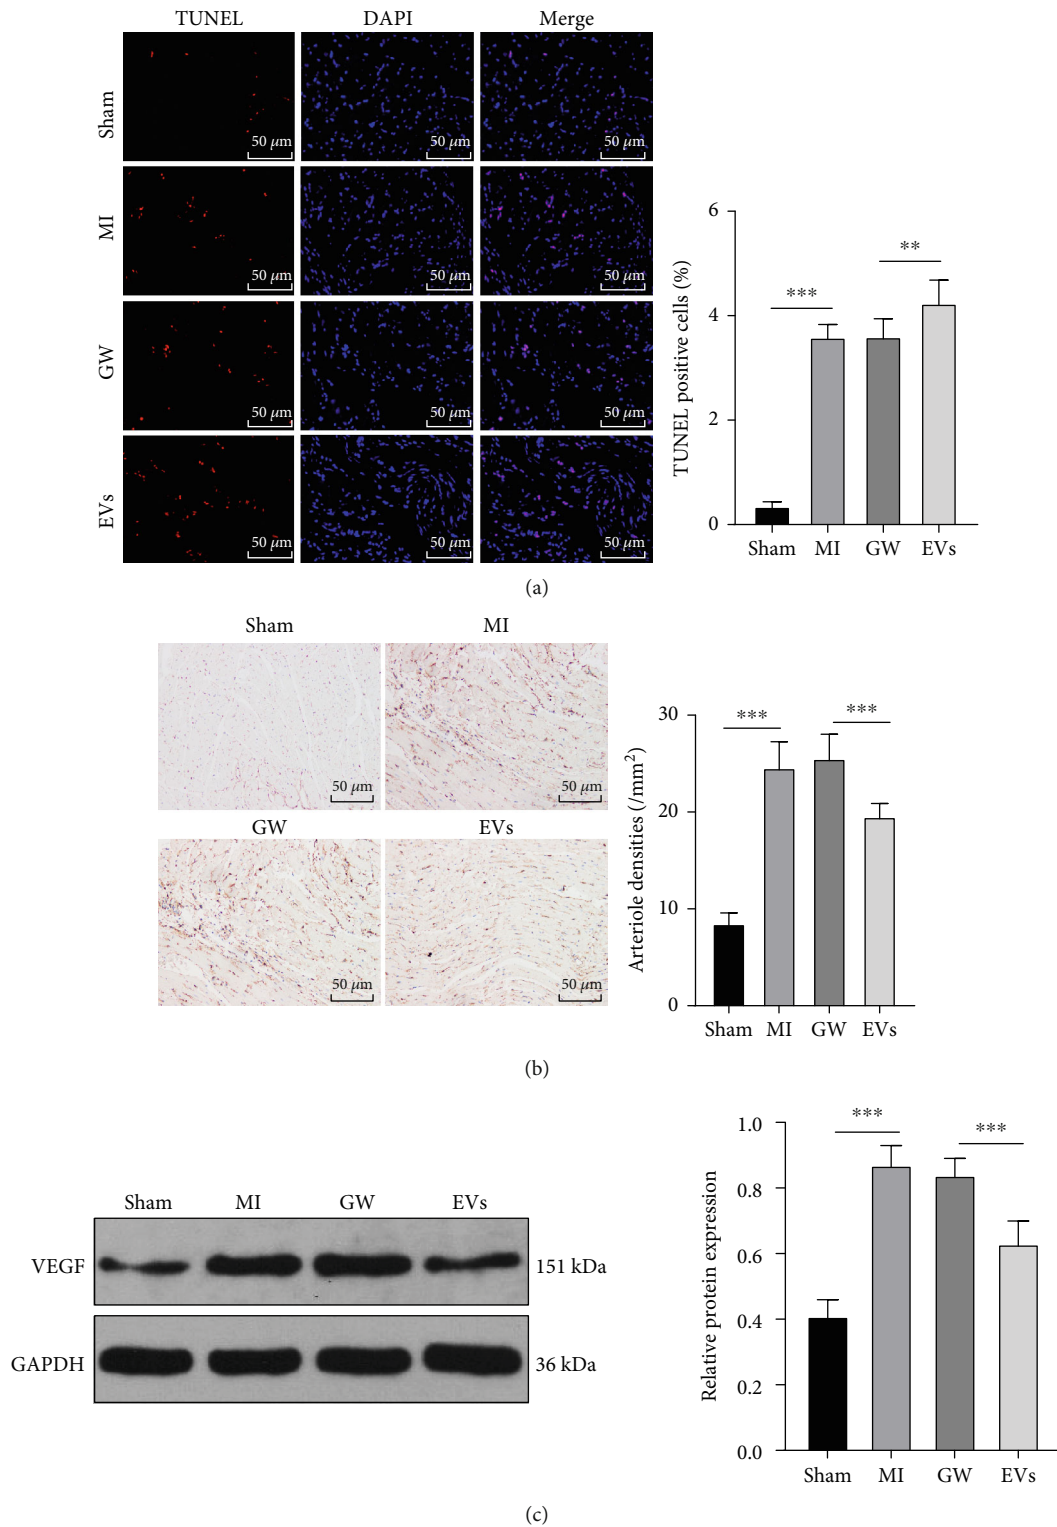 TUNEL DAPI Merge
Sham
50 μm 50 μm 50 μm
MI
50 μm 50 μm 50 μm
GW
50 μm 50 μm 50 μm
EVs
50 μm 50 μm 50 μm
TUNEL positive cells (%)
6
4
2
0
***
**
Sham MI GW EVs
(a)
Sham MI
50 μm 50 μm
GW EVs
50 μm 50 μm
Arteriole densities (/mm²)
30
20
10
0
***
***
Sham MI GW EVs
(b)
Sham MI GW EVs
VEGF 151 kDa
GAPDH 36 kDa
Relative protein expression
1.0
0.8
0.6
0.4
0.2
0.0
***
***
Sham MI GW EVs
(c)